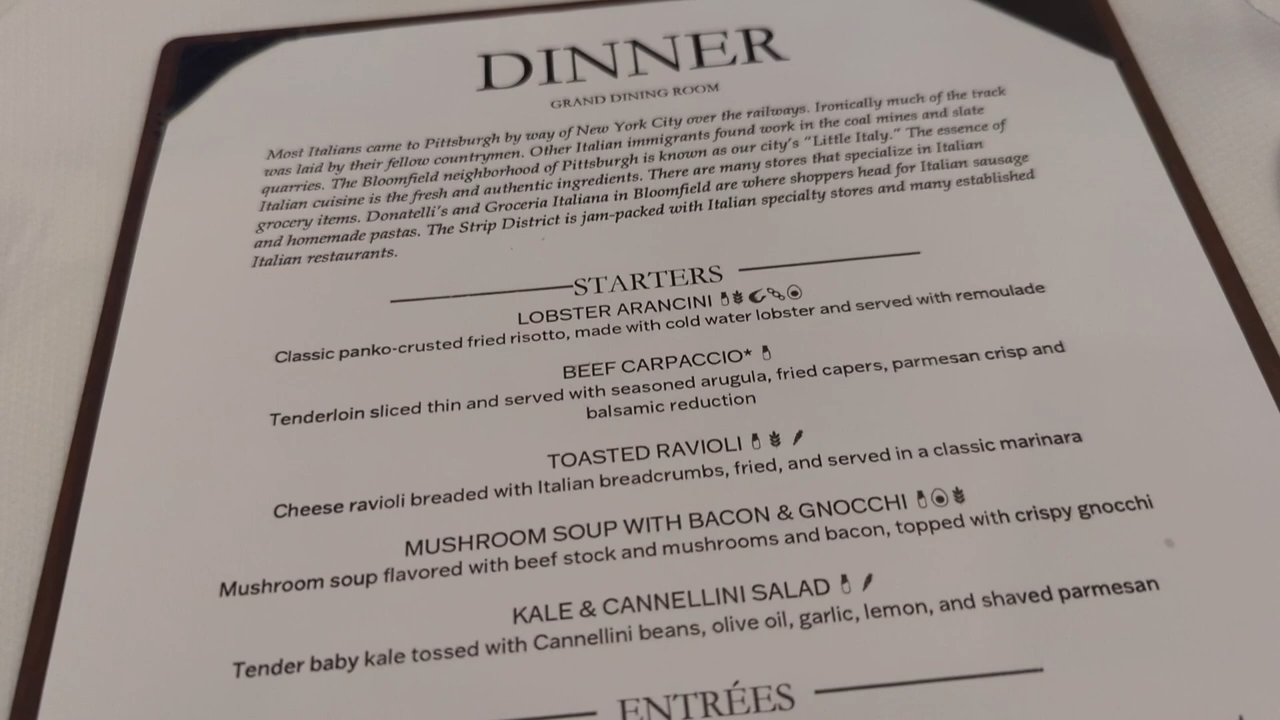 DINNER
GRAND DINING ROOM
Most Italians came to Pittsburgh by way of New York City over the railways. Ironically much of the track
was laid by their fellow countrymen. Other Italian immigrants found work in the coal mines and slate
quarries. The Bloomfield neighborhood of Pittsburgh is known as our city's "Little Italy." The essence of
Italian cuisine is the fresh and authentic ingredients. There are many stores that specialize in Italian
grocery items. Donatelli's and Groceria Italiana in Bloomfield are where shoppers head for Italian sausage
and homemade pastas. The Strip District is jam-packed with Italian specialty stores and many established
Italian restaurants.
STARTERS
LOBSTER ARANCINI
Classic panko-crusted fried risotto, made with cold water lobster and served with remoulade
BEEF CARPACCIO*
Tenderloin sliced thin and served with seasoned arugula, fried capers, parmesan crisp and
balsamic reduction
TOASTED RAVIOLI
Cheese ravioli breaded with Italian breadcrumbs, fried, and served in a classic marinara
MUSHROOM SOUP WITH BACON & GNOCCHI
Mushroom soup flavored with beef stock and mushrooms and bacon, topped with crispy gnocchi
KALE & CANNELLINI SALAD
Tender baby kale tossed with Cannellini beans, olive oil, garlic, lemon, and shaved parmesan
ENTRÉES